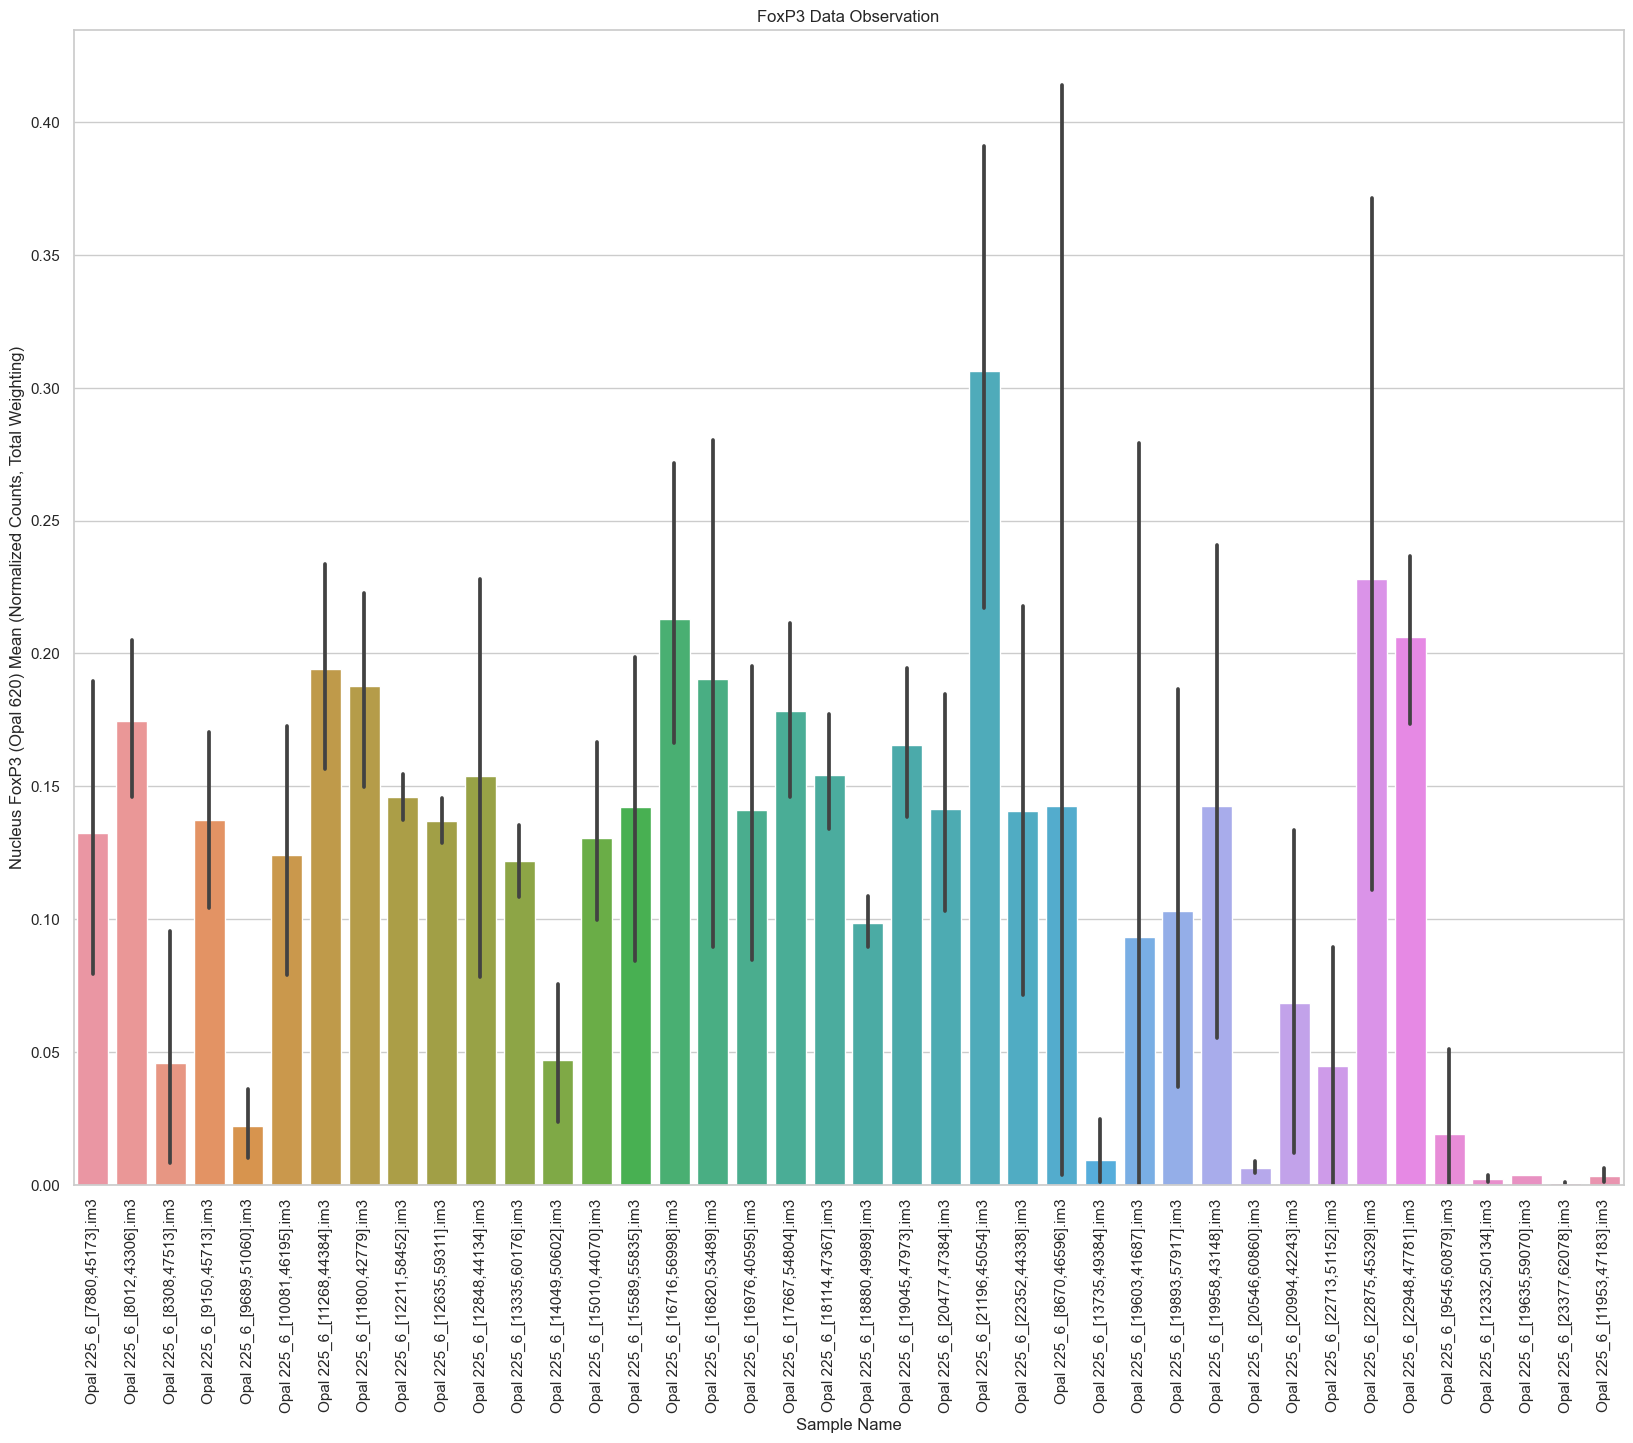 FoxP3 Data Observation
Nucleus FoxP3 (Opal 620) Mean (Normalized Counts, Total Weighting)
0.40
0.35
0.30
0.25
0.20
0.15
0.10
0.05
0.00
Opal 225_6_[7880,45173].im3
Opal 225_6_[8012,43306].im3
Opal 225_6_[8308,47513].im3
Opal 225_6_[9150,45713].im3
Opal 225_6_[9689,51060].im3
Opal 225_6_[10081,46195].im3
Opal 225_6_[11268,44384].im3
Opal 225_6_[11800,42779].im3
Opal 225_6_[12211,58452].im3
Opal 225_6_[12635,59311].im3
Opal 225_6_[12848,44134].im3
Opal 225_6_[13335,60176].im3
Opal 225_6_[14049,50602].im3
Opal 225_6_[15010,44070].im3
Opal 225_6_[15589,55835].im3
Opal 225_6_[16716,56998].im3
Opal 225_6_[16820,53489].im3
Opal 225_6_[16976,40595].im3
Opal 225_6_[17667,54804].im3
Opal 225_6_[18114,47367].im3
Opal 225_6_[18880,49989].im3
Opal 225_6_[19045,47973].im3
Opal 225_6_[20477,47384].im3
Opal 225_6_[21196,45054].im3
Opal 225_6_[22352,44338].im3
Opal 225_6_[8670,46596].im3
Opal 225_6_[13735,49384].im3
Opal 225_6_[19603,41687].im3
Opal 225_6_[19893,57917].im3
Opal 225_6_[19958,43148].im3
Opal 225_6_[20546,60860].im3
Opal 225_6_[20994,42243].im3
Opal 225_6_[22713,51152].im3
Opal 225_6_[22875,45329].im3
Opal 225_6_[22948,47781].im3
Opal 225_6_[9545,60879].im3
Opal 225_6_[12332,50134].im3
Opal 225_6_[19635,59070].im3
Opal 225_6_[23377,62078].im3
Opal 225_6_[11953,47183].im3
Sample Name